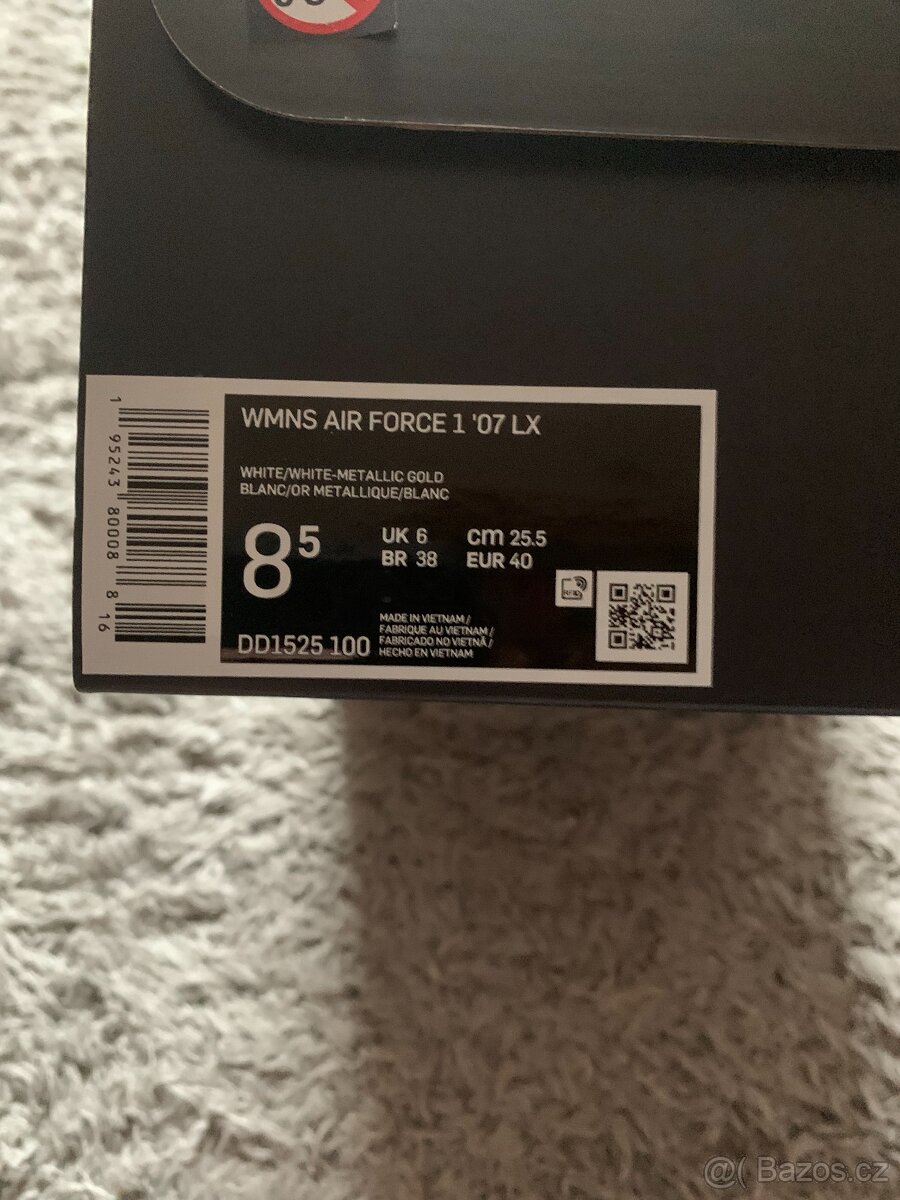 WMNS AIR FORCE 1 '07 LX
WHITE/WHITE-METALLIC GOLD
BLANC/OR METALLIQUE/BLANC
8⁵
UK 6 cm 25.5
BR 38 EUR 40
RFID
MADE IN VIETNAM /
FABRIQUE AU VIETNAM /
FABRICADO NO VIETNÃ /
HECHO EN VIETNAM
DD1525 100
1 95243 80008 8 16
@( Bazos.cz